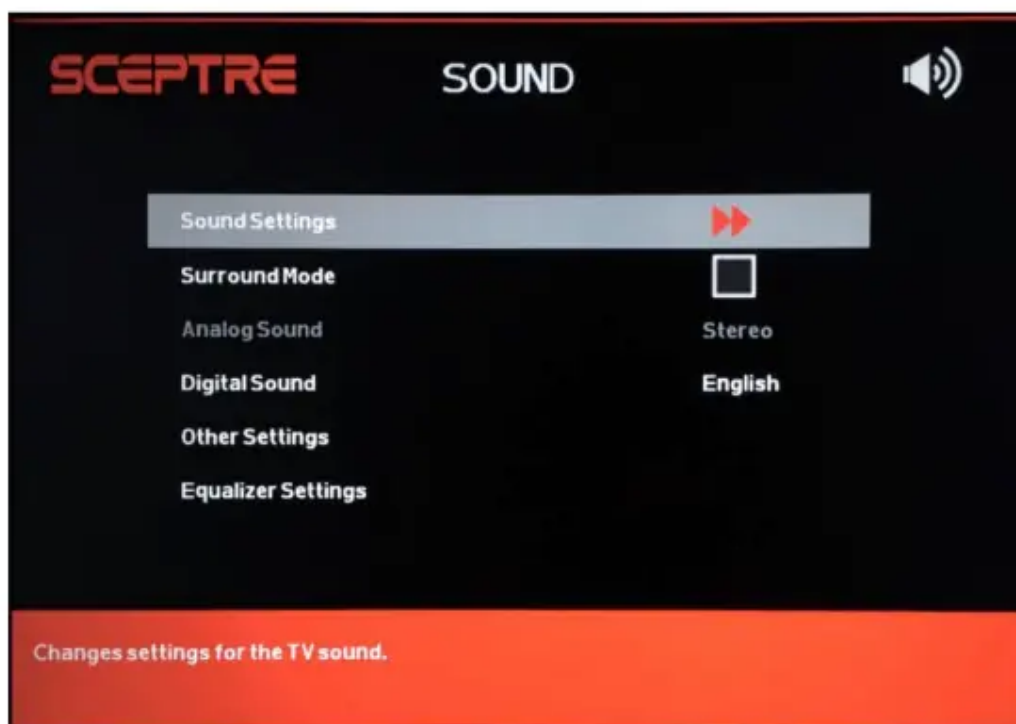 SCEPTRE SOUND
Sound Settings
Surround Mode
Analog Sound Stereo
Digital Sound English
Other Settings
Equalizer Settings
Changes settings for the TV sound.